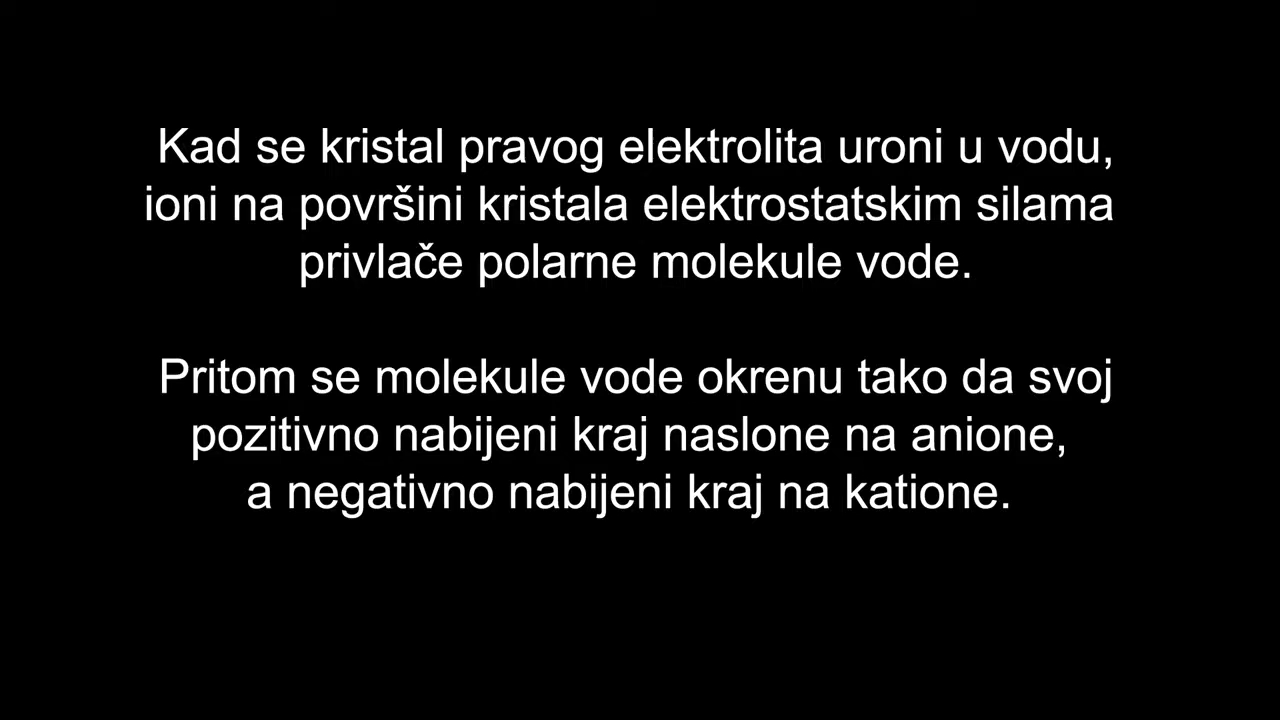 Kad se kristal pravog elektrolita uroni u vodu,
ioni na površini kristala elektrostatskim silama
privlače polarne molekule vode.
Pritom se molekule vode okrenu tako da svoj
pozitivno nabijeni kraj naslone na anione,
a negativno nabijeni kraj na katione.